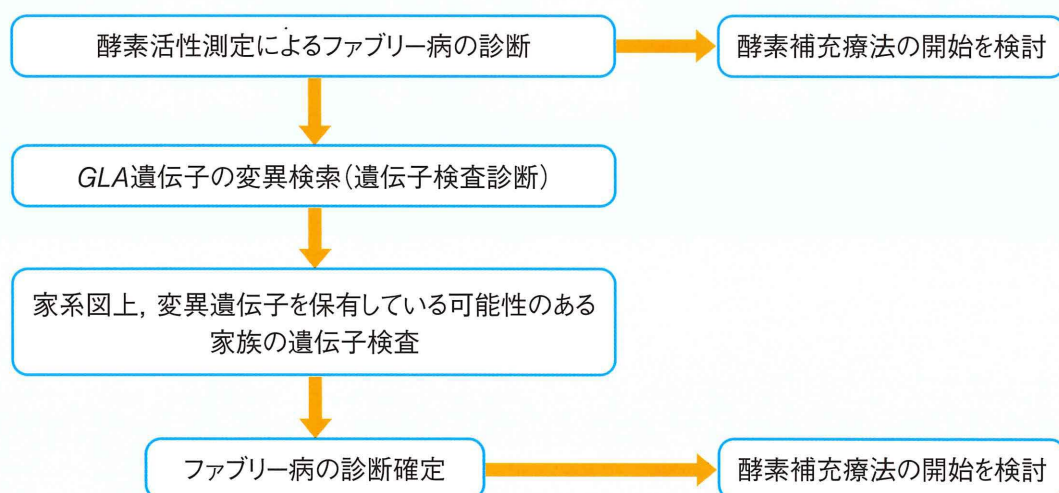 酵素活性測定によるファブリー病の診断
酵素補充療法の開始を検討
GLA遺伝子の変異検索(遺伝子検査診断)
家系図上，変異遺伝子を保有している可能性のある
家族の遺伝子検査
ファブリー病の診断確定
酵素補充療法の開始を検討